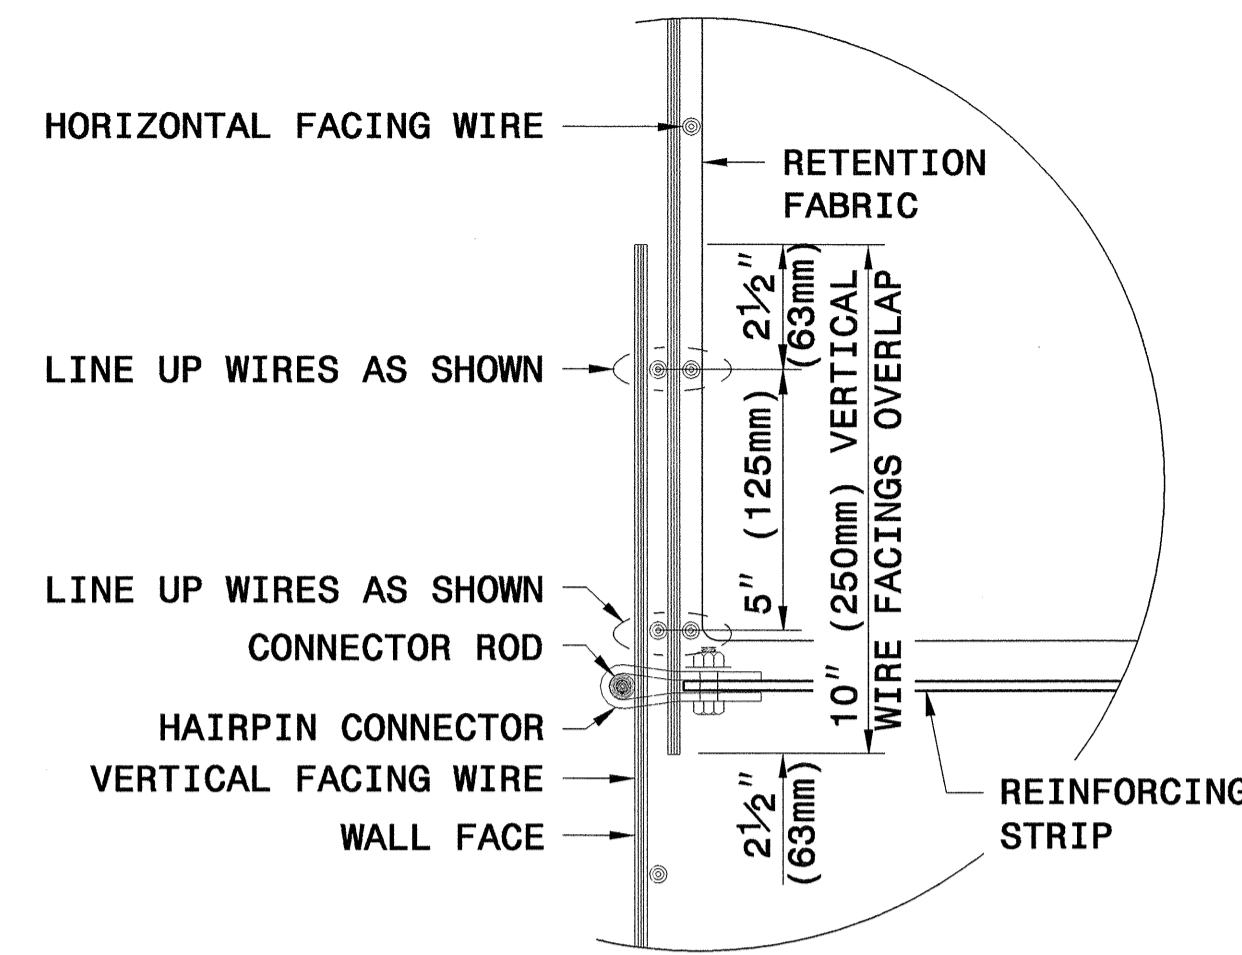 HORIZONTAL FACING WIRE
RETENTION
FABRIC
2½"
(63mm)
10" (250mm) VERTICAL
WIRE FACINGS OVERLAP
LINE UP WIRES AS SHOWN
5" (125mm)
LINE UP WIRES AS SHOWN
CONNECTOR ROD
HAIRPIN CONNECTOR
VERTICAL FACING WIRE
WALL FACE
2½"
(63mm)
REINFORCING
STRIP